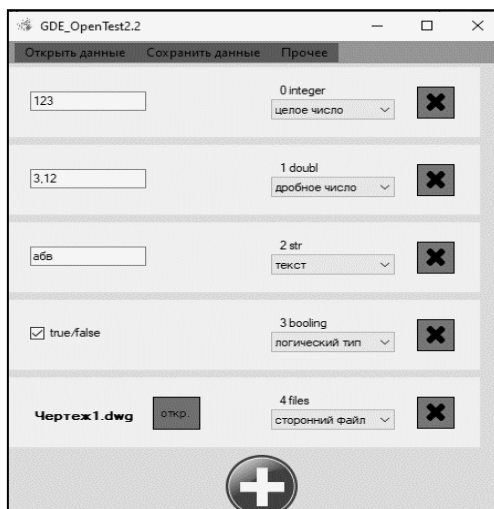 GDE_OpenTest2.2
Открыть данные Сохранить данные Прочее
0 integer
123 целое число
1 doubl
3,12 дробное число
2 str
абв текст
3 booling
true/false логический тип
4 files
Чертеж1.dwg откр. сторонний файл